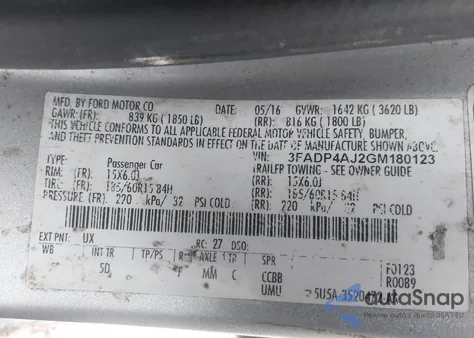 MFD. BY FORD MOTOR CO.
DATE: 05/16 GVWR: 1642 KG ( 3620 LB)
GAWR: (FR): 839 KG ( 1850 LB) (RR): 816 KG ( 1800 LB)
THIS VEHICLE CONFORMS TO ALL APPLICABLE FEDERAL MOTOR VEHICLE SAFETY, BUMPER,
AND THEFT PREVENTION STANDARDS IN EFFECT ON THE DATE OF MANUFACTURE SHOWN ABOVE.
VIN: 3FADP4AJ2GM180123
TYPE: Passenger Car TRAILER TOWING - SEE OWNER GUIDE
RIM: (FR): 15X6.0J (RR): 15X6.0J
TIRE: (FR): 185/60R15 84H (RR): 185/60R15 84H
PRESSURE: (FR): 220 kPa/ 32 PSI COLD (RR): 220 kPa/ 32 PSI COLD
EXT PNT: UX RC: 27 DSO:
WB INT TR TP/PS R AXLE TR SPR
5D F MM C CCBB
UMU
F0123
R0089
autoSnap